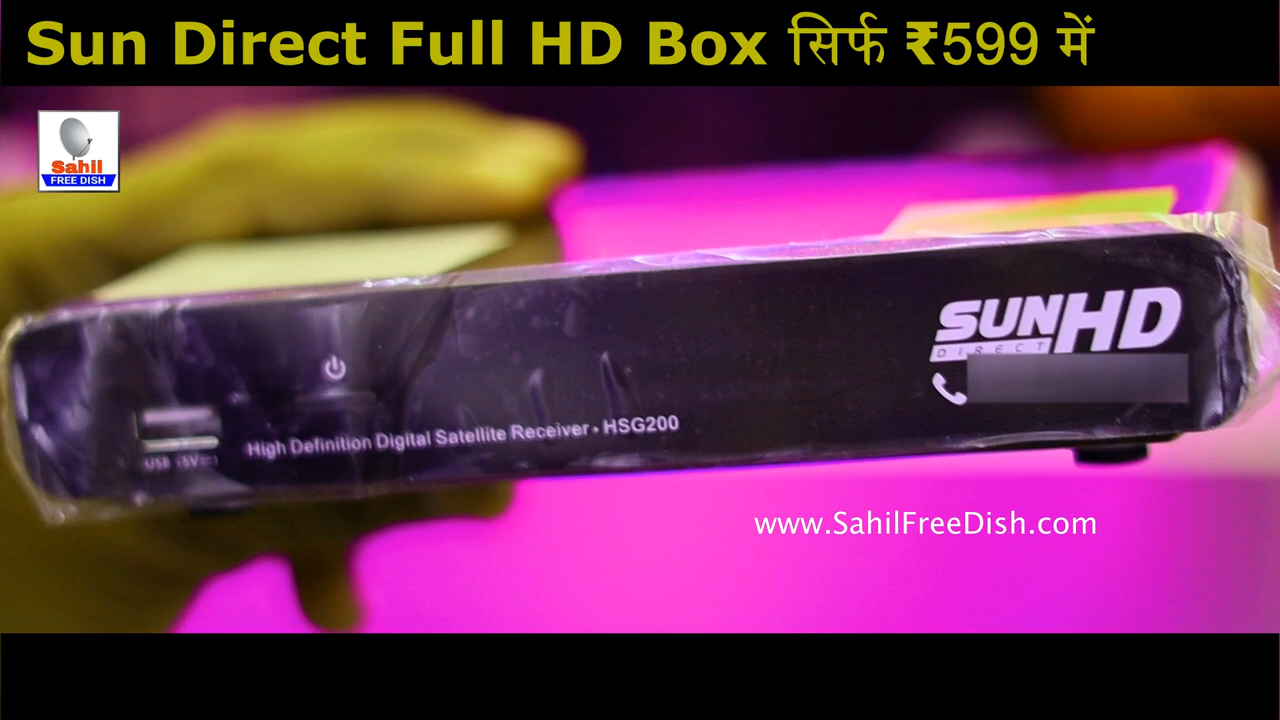 Sun Direct Full HD Box सिर्फ ₹599 में
Sahil
FREE DISH
SUN HD
DIRECT
High Definition Digital Satellite Receiver - HSG200
USB (5V⎓)
www.SahilFreeDish.com